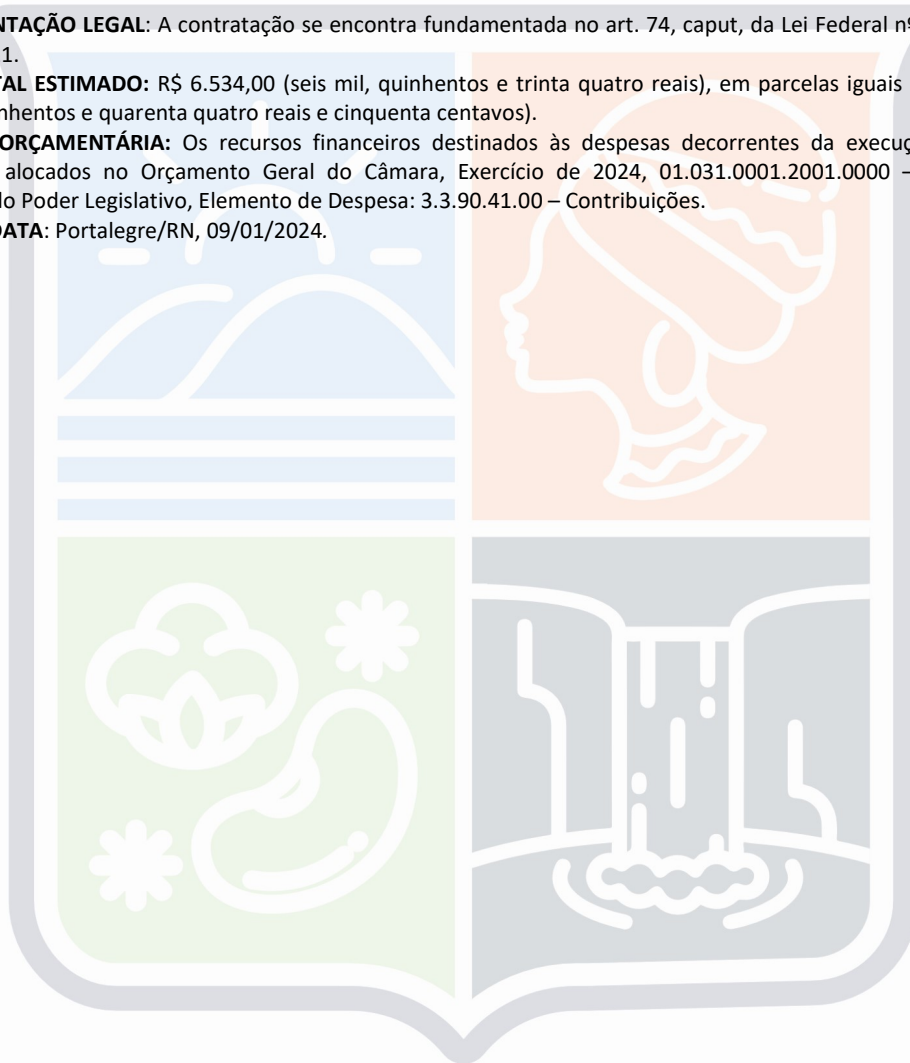 NTAÇÃO LEGAL: A contratação se encontra fundamentada no art. 74, caput, da Lei Federal nº
1.
TAL ESTIMADO: R$ 6.534,00 (seis mil, quinhentos e trinta quatro reais), em parcelas iguais
nhentos e quarenta quatro reais e cinquenta centavos).
ORÇAMENTÁRIA: Os recursos financeiros destinados às despesas decorrentes da execuç
alocados no Orçamento Geral do Câmara, Exercício de 2024, 01.031.0001.2001.0000 –
do Poder Legislativo, Elemento de Despesa: 3.3.90.41.00 – Contribuições.
DATA: Portalegre/RN, 09/01/2024.